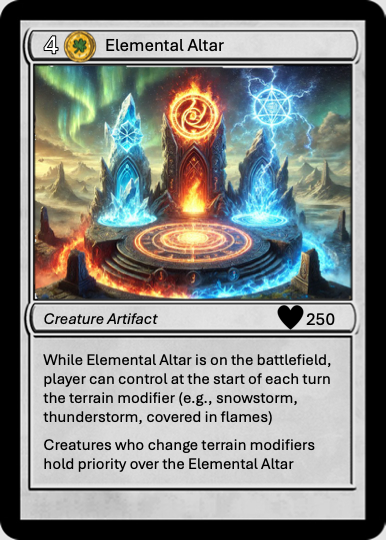 4 Elemental Altar
Creature Artifact 250
While Elemental Altar is on the battlefield,
player can control at the start of each turn
the terrain modifier (e.g., snowstorm,
thunderstorm, covered in flames)
Creatures who change terrain modifiers
hold priority over the Elemental Altar